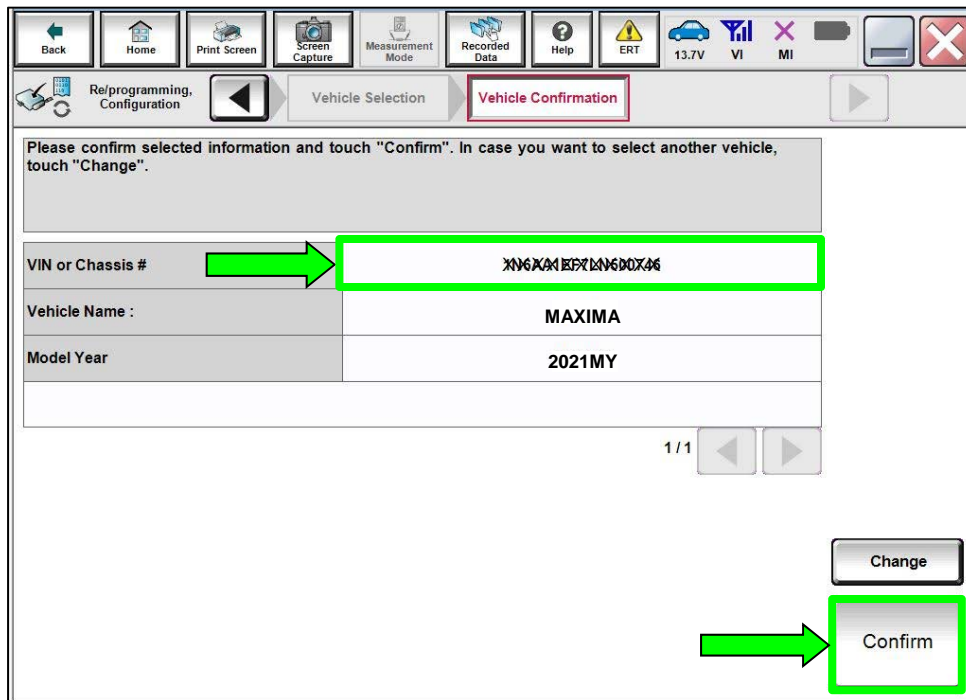 Back
Home
Print Screen
Screen
Capture
Measurement
Mode
Recorded
Data
Help
ERT
13.7V
VI
MI
Re/programming,
Configuration
Vehicle Selection
Vehicle Confirmation
Please confirm selected information and touch "Confirm". In case you want to select another vehicle,
touch "Change".
VIN or Chassis #
Vehicle Name :
MAXIMA
Model Year
2021MY
1/1
Change
Confirm